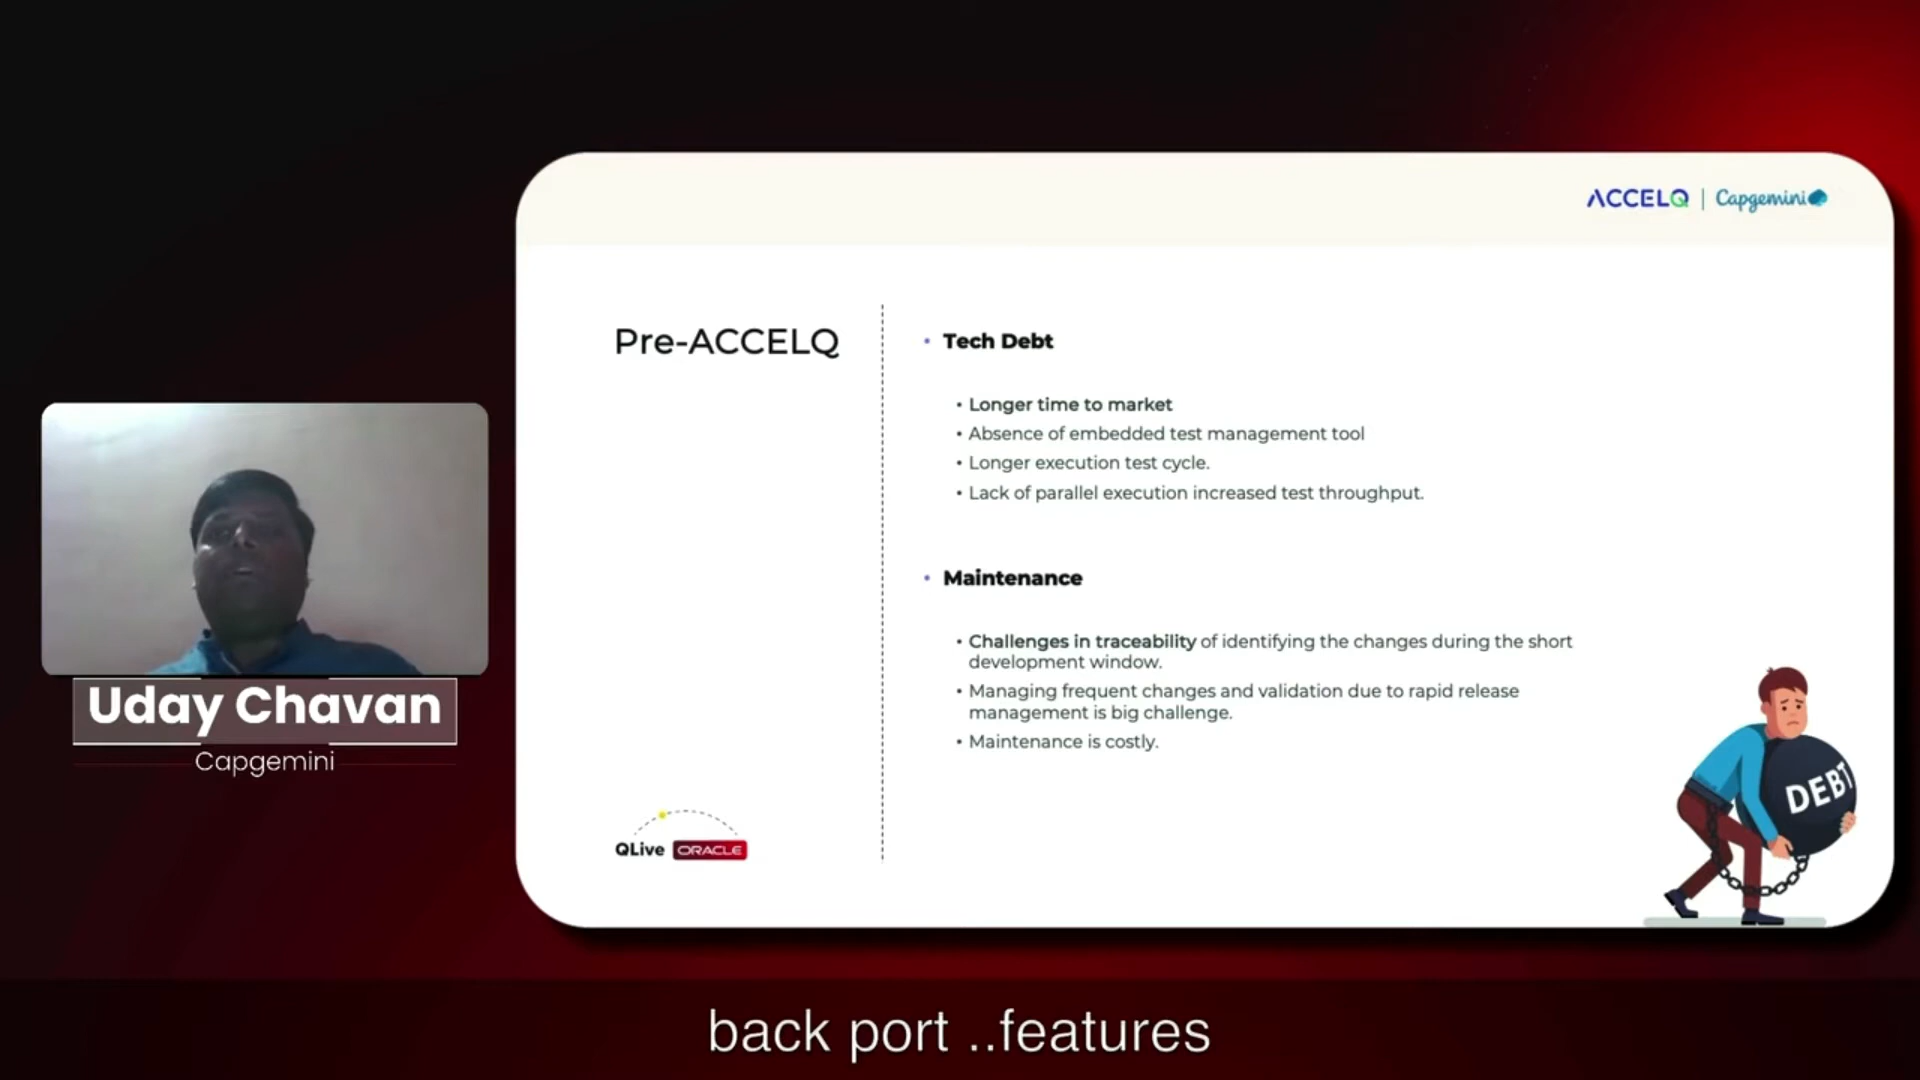 ACCELQ | Capgemini
Pre-ACCELQ
• Tech Debt
• Longer time to market
• Absence of embedded test management tool
• Longer execution test cycle.
• Lack of parallel execution increased test throughput.
• Maintenance
• Challenges in traceability of identifying the changes during the short
development window.
• Managing frequent changes and validation due to rapid release
management is big challenge.
• Maintenance is costly.
DEBT
QLive ORACLE
Uday Chavan
Capgemini
back port ..features